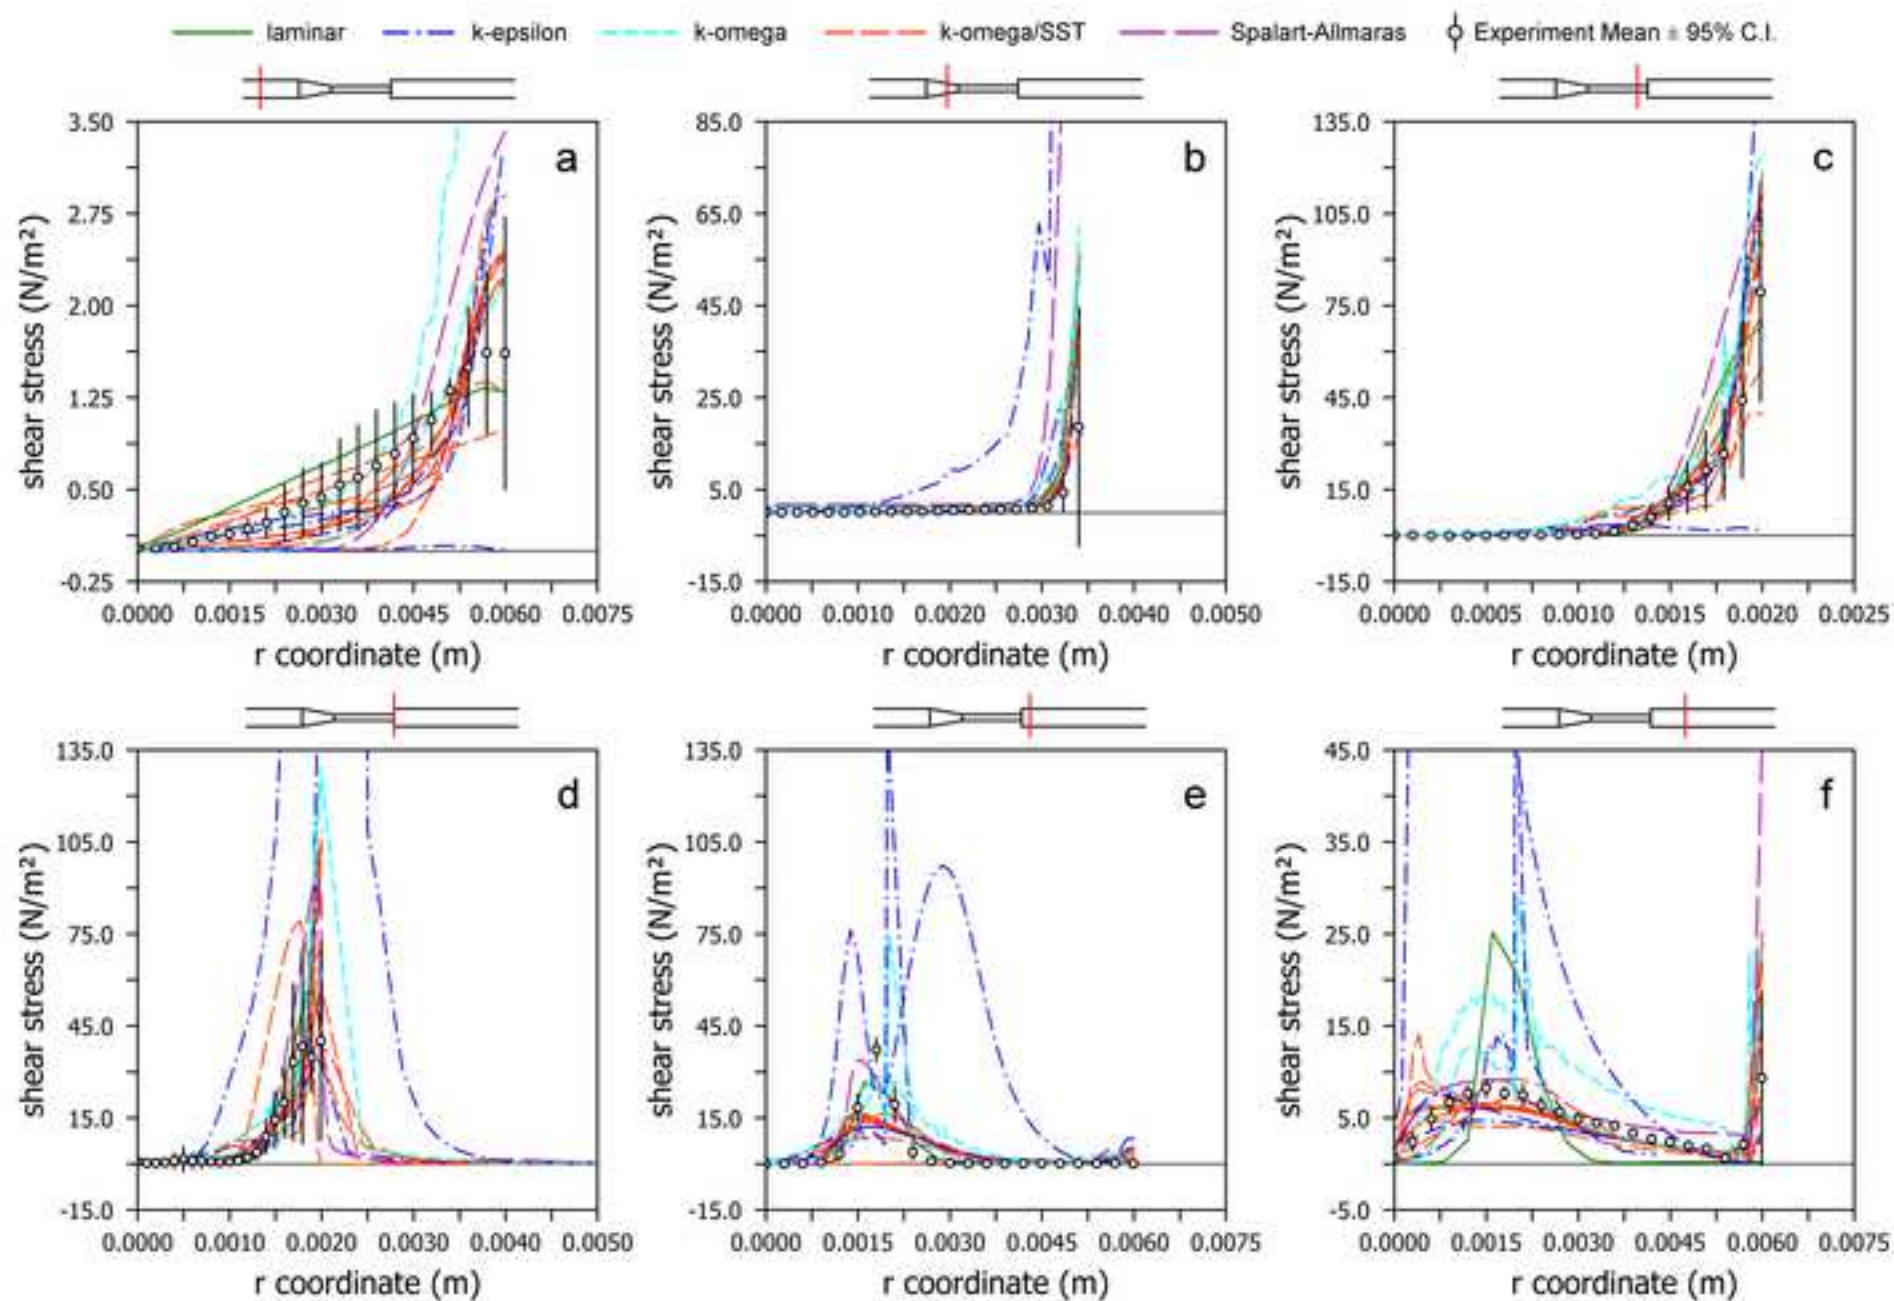 laminar k-epsilon k-omega k-omega/SST Spalart-Allmaras Experiment Mean ± 95% C.I.
a
3.50
2.75
2.00
1.25
0.50
-0.25
shear stress (N/m²)
0.0000 0.0015 0.0030 0.0045 0.0060 0.0075
r coordinate (m)
b
85.0
65.0
45.0
25.0
5.0
-15.0
shear stress (N/m²)
0.0000 0.0010 0.0020 0.0030 0.0040 0.0050
r coordinate (m)
c
135.0
105.0
75.0
45.0
15.0
-15.0
shear stress (N/m²)
0.0000 0.0005 0.0010 0.0015 0.0020 0.0025
r coordinate (m)
d
135.0
105.0
75.0
45.0
15.0
-15.0
shear stress (N/m²)
0.0000 0.0010 0.0020 0.0030 0.0040 0.0050
r coordinate (m)
e
135.0
105.0
75.0
45.0
15.0
-15.0
shear stress (N/m²)
0.0000 0.0015 0.0030 0.0045 0.0060 0.0075
r coordinate (m)
f
45.0
35.0
25.0
15.0
5.0
-5.0
shear stress (N/m²)
0.0000 0.0015 0.0030 0.0045 0.0060 0.0075
r coordinate (m)